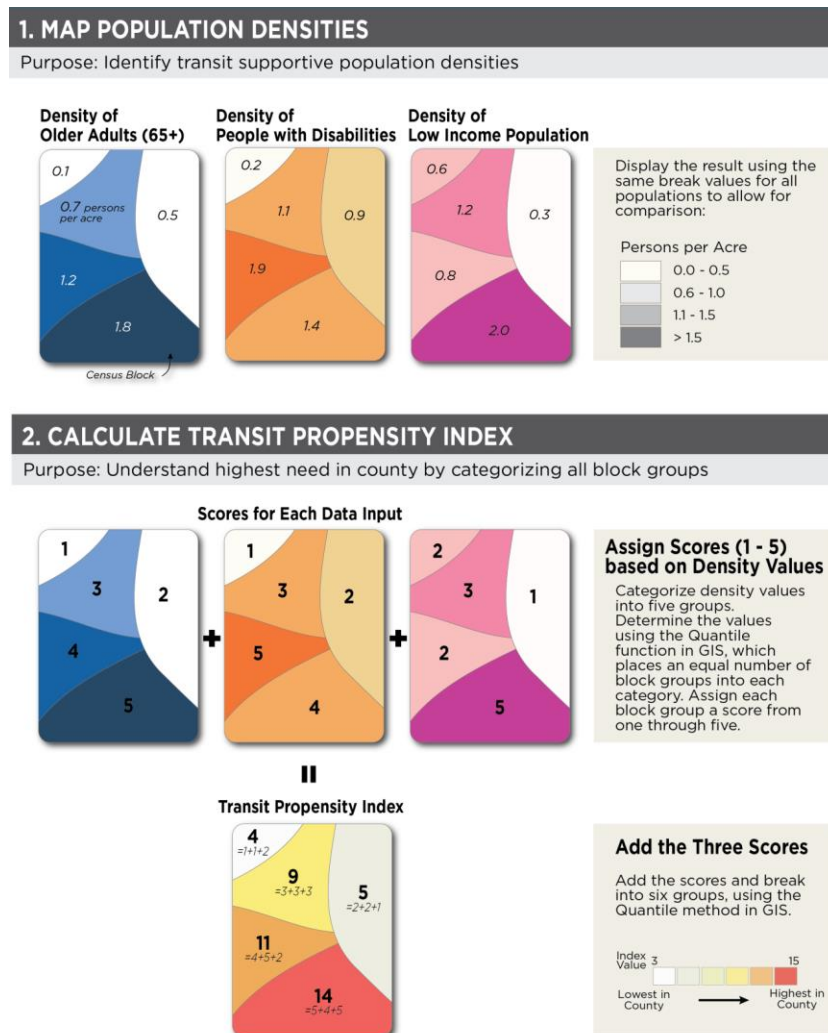 1. MAP POPULATION DENSITIES
Purpose: Identify transit supportive population densities
Density of
Older Adults (65+)
Density of
People with Disabilities
Density of
Low Income Population
0.1
0.7 persons
per acre
0.5
1.2
1.8
Census Block
0.2
1.1
0.9
1.9
1.4
0.6
1.2
0.3
0.8
2.0
Display the result using the
same break values for all
populations to allow for
comparison:
Persons per Acre
0.0 - 0.5
0.6 - 1.0
1.1 - 1.5
> 1.5
2. CALCULATE TRANSIT PROPENSITY INDEX
Purpose: Understand highest need in county by categorizing all block groups
Scores for Each Data Input
1
3
2
4
5
+
1
3
2
5
4
+
2
3
1
2
5
Assign Scores (1 - 5)
based on Density Values
Categorize density values
into five groups.
Determine the values
using the Quantile
function in GIS, which
places an equal number of
block groups into each
category. Assign each
block group a score from
one through five.
=
Transit Propensity Index
4
=1+1+2
9
=3+3+3
5
=2+2+1
11
=4+5+2
14
=5+4+5
Add the Three Scores
Add the scores and break
into six groups, using the
Quantile method in GIS.
Index
Value
3
15
Lowest in
County
Highest in
County